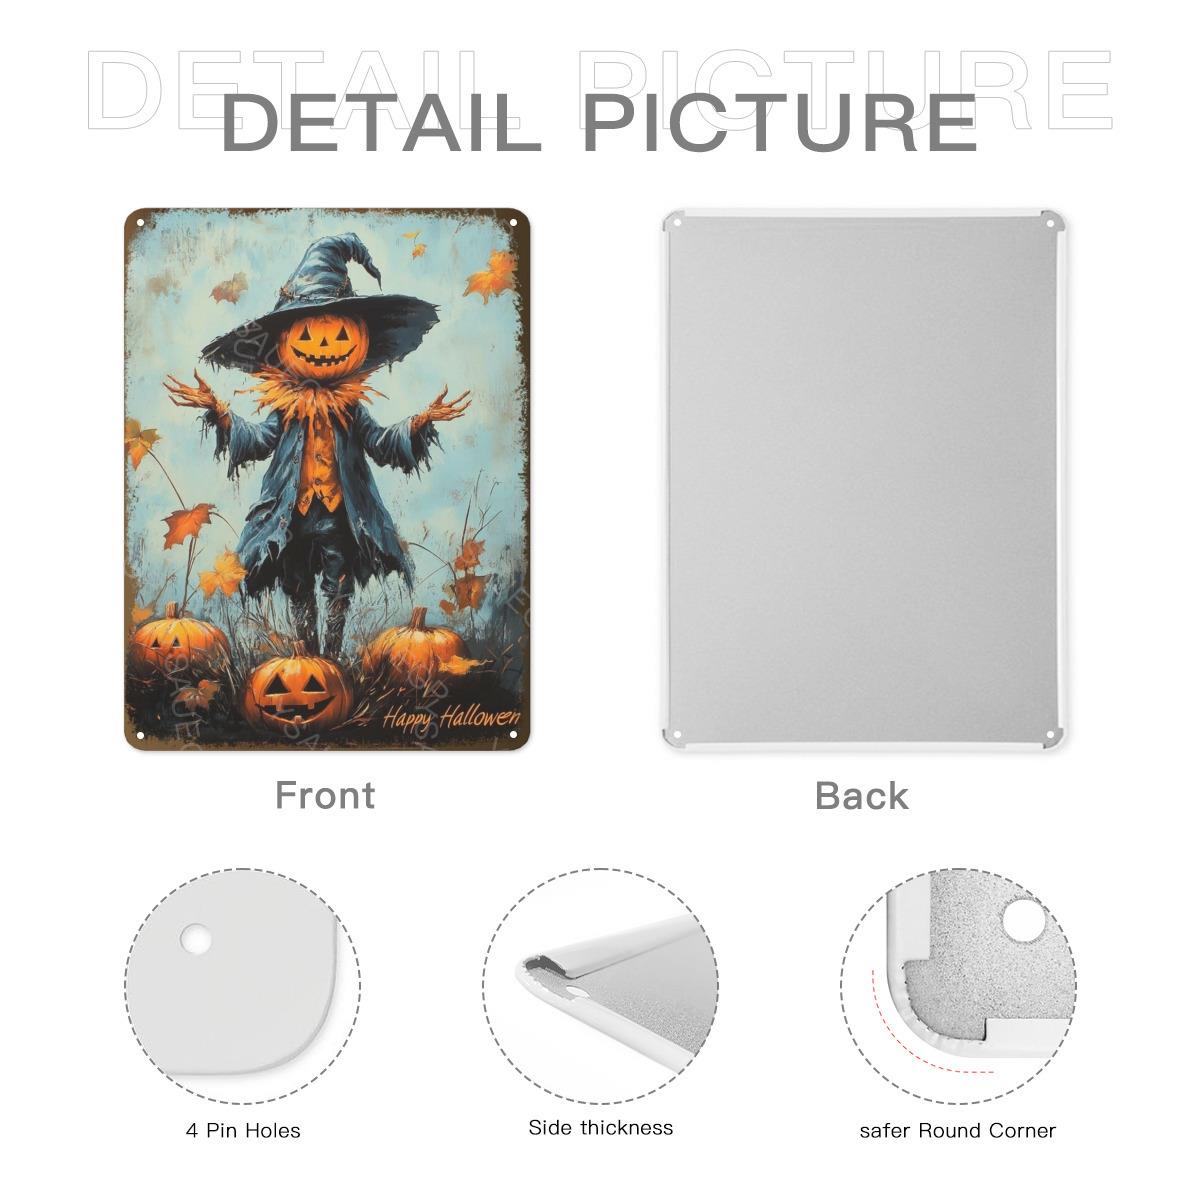 DETAIL PICTURE
DETAIL PICTURE
Happy Hallowen
Front
Back
4 Pin Holes
Side thickness
safer Round Corner